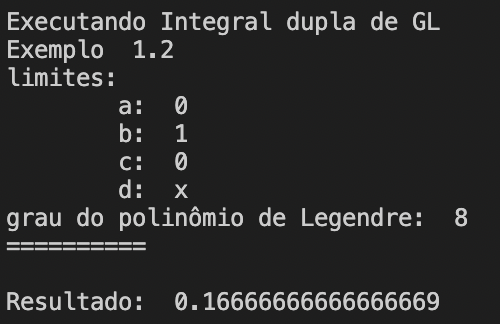 Executando Integral dupla de GL
Exemplo  1.2
limites:
        a:  0
        b:  1
        c:  0
        d:  x
grau do polinômio de Legendre:  8
==========

Resultado:  0.16666666666666669